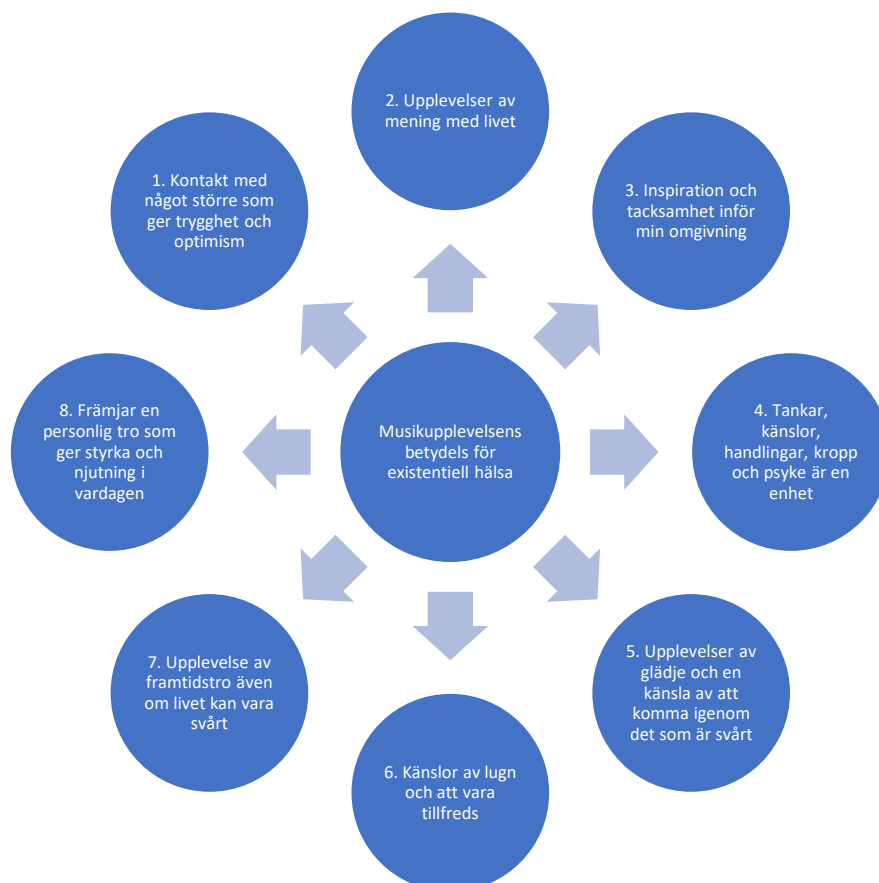 2. Upplevelser av
mening med livet
1. Kontakt med
något större som
ger trygghet och
optimism
3. Inspiration och
tacksamhet inför
min omgivning
8. Främjar en
personlig tro som
ger styrka och
njutning i
vardagen
Musikupplevelsens
betydels för
existentiell hälsa
4. Tankar,
känslor,
handlingar, kropp
och psyke är en
enhet
7. Upplevelse av
framtidstro även
om livet kan vara
svårt
5. Upplevelser av
glädje och en
känsla av att
komma igenom
det som är svårt
6. Känslor av lugn
och att vara
tillfreds